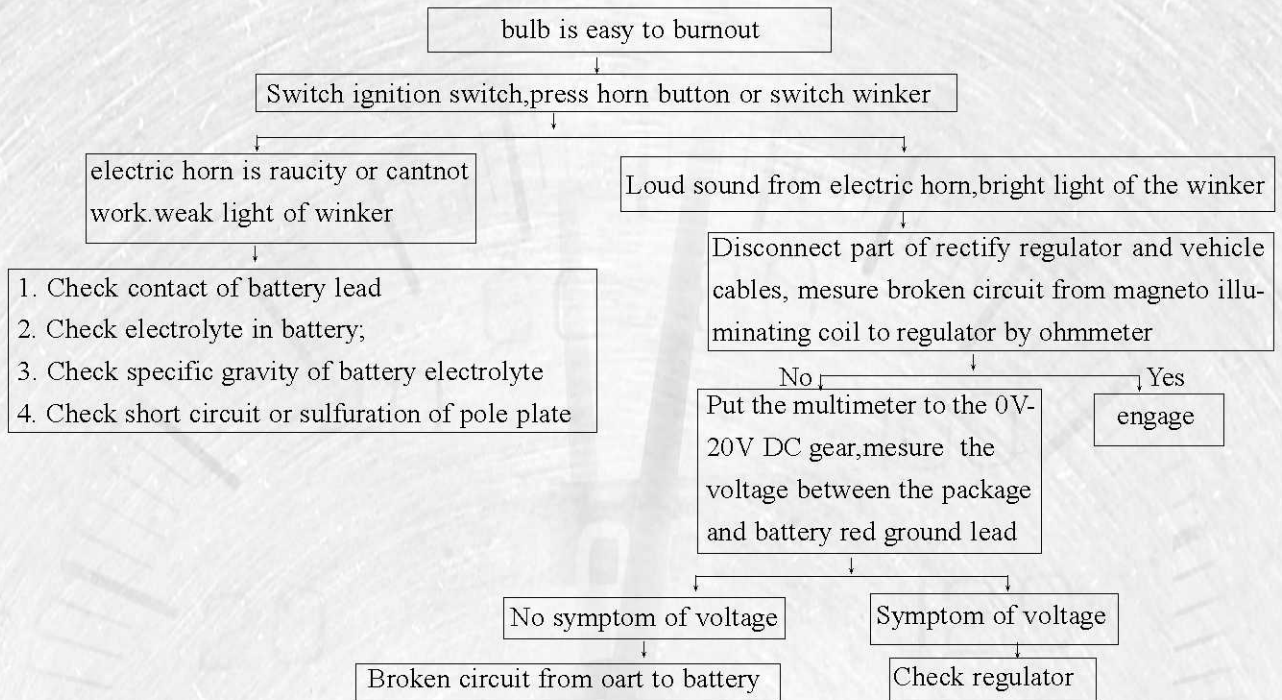 bulb is easy to burnout
Switch ignition switch,press horn button or switch winker
electric horn is raucity or cantnot
work.weak light of winker
Loud sound from electric horn,bright light of the winker
1. Check contact of battery lead
2. Check electrolyte in battery;
3. Check specific gravity of battery electrolyte
4. Check short circuit or sulfuration of pole plate
Disconnect part of rectify regulator and vehicle
cables, mesure broken circuit from magneto illu-
minating coil to regulator by ohmmeter
No
Yes
Put the multimeter to the 0V-
20V DC gear,mesure the
voltage between the package
and battery red ground lead
engage
No symptom of voltage
Symptom of voltage
Broken circuit from oart to battery
Check regulator